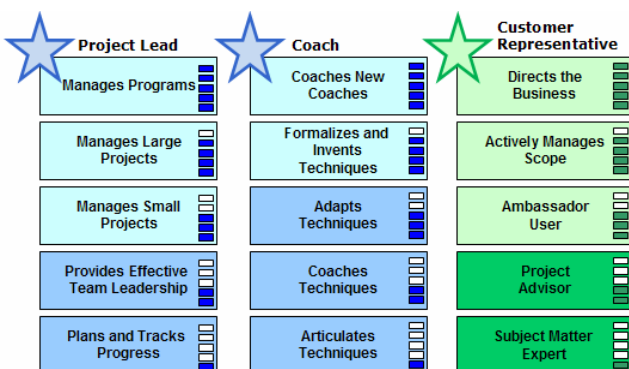 Project Lead
Manages Programs
Manages Large
Projects
Manages Small
Projects
Provides Effective
Team Leadership
Plans and Tracks
Progress
Coach
Coaches New
Coaches
Formalizes and
Invents
Techniques
Adapts
Techniques
Coaches
Techniques
Articulates
Techniques
Customer
Representative
Directs the
Business
Actively Manages
Scope
Ambassador
User
Project
Advisor
Subject Matter
Expert